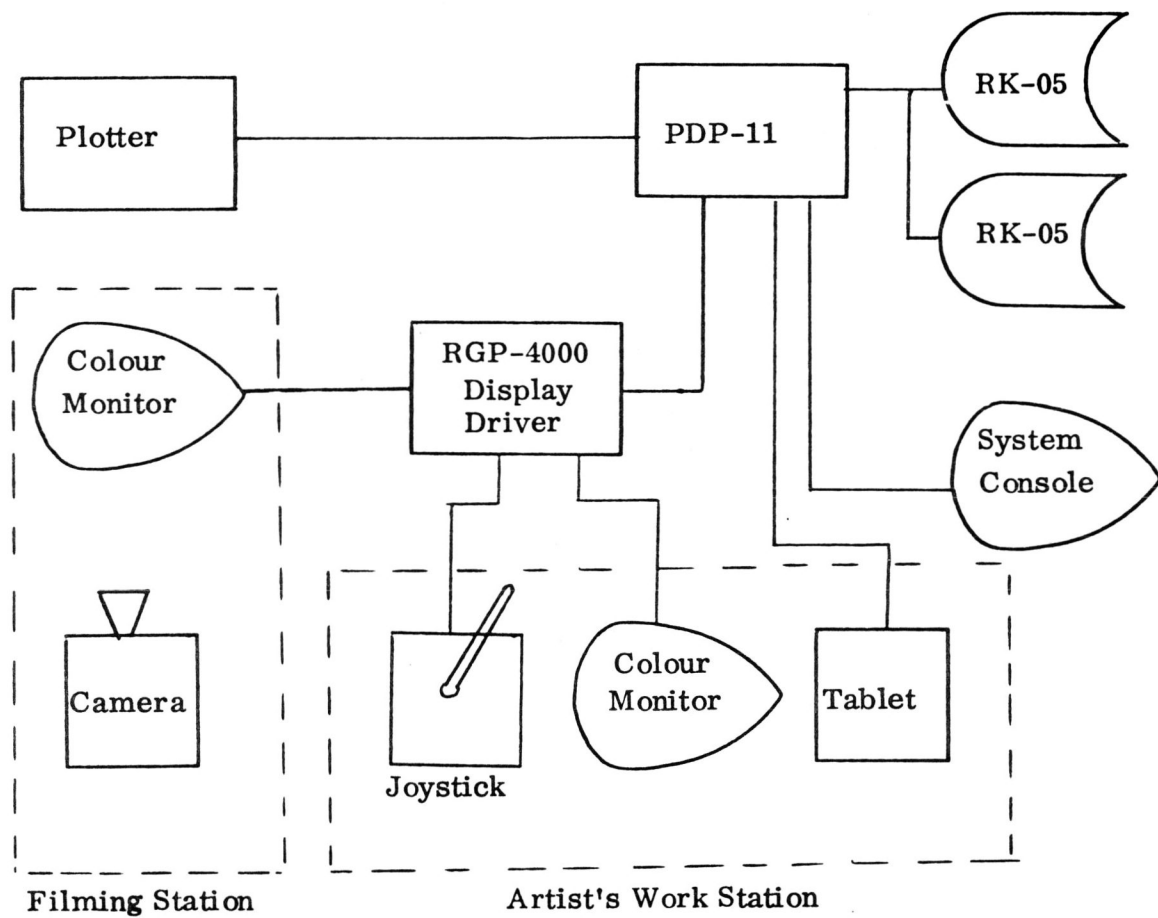 RK-05
Plotter
PDP-11
RK-05
Colour
Monitor
RGP-4000
Display
Driver
System
Console
Camera
Colour
Monitor
Tablet
Joystick
Filming Station
Artist's Work Station